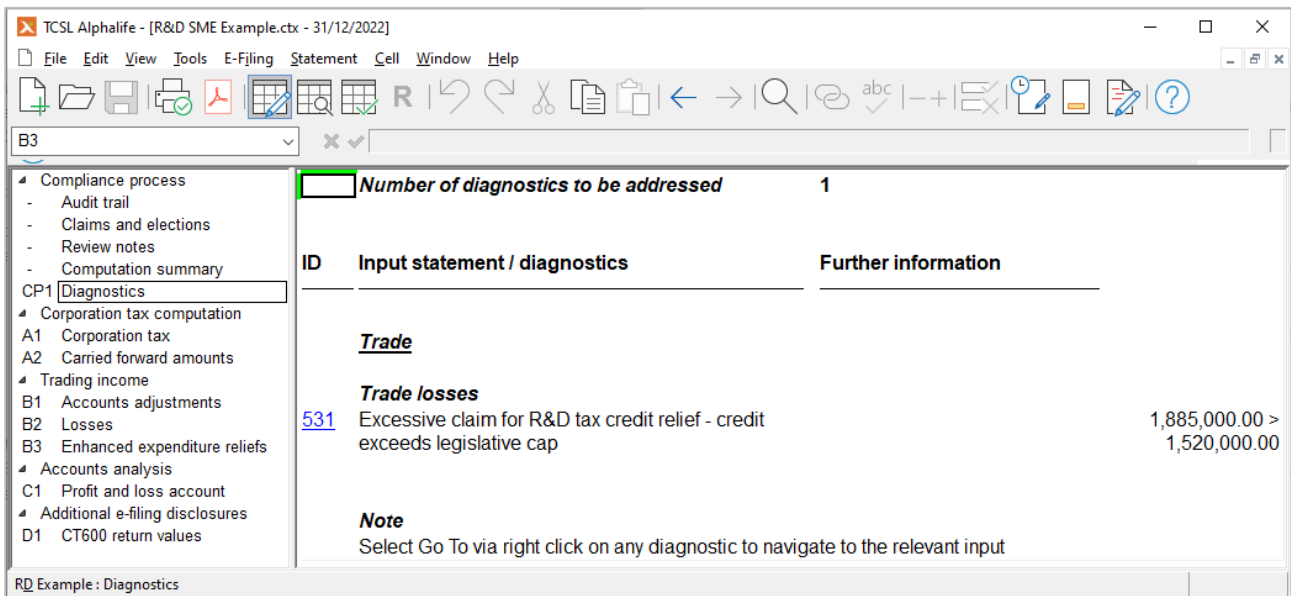 TCSL Alphalife - [R&D SME Example.ctx - 31/12/2022]
File Edit View Tools E-Filing Statement Cell Window Help
R abc
B3
Compliance process
- Audit trail
- Claims and elections
- Review notes
- Computation summary
CP1 Diagnostics
Corporation tax computation
A1 Corporation tax
A2 Carried forward amounts
Trading income
B1 Accounts adjustments
B2 Losses
B3 Enhanced expenditure reliefs
Accounts analysis
C1 Profit and loss account
Additional e-filing disclosures
D1 CT600 return values
Number of diagnostics to be addressed 1
ID Input statement / diagnostics Further information
Trade
Trade losses
531 Excessive claim for R&D tax credit relief - credit 1,885,000.00 >
exceeds legislative cap 1,520,000.00
Note
Select Go To via right click on any diagnostic to navigate to the relevant input
RD Example : Diagnostics